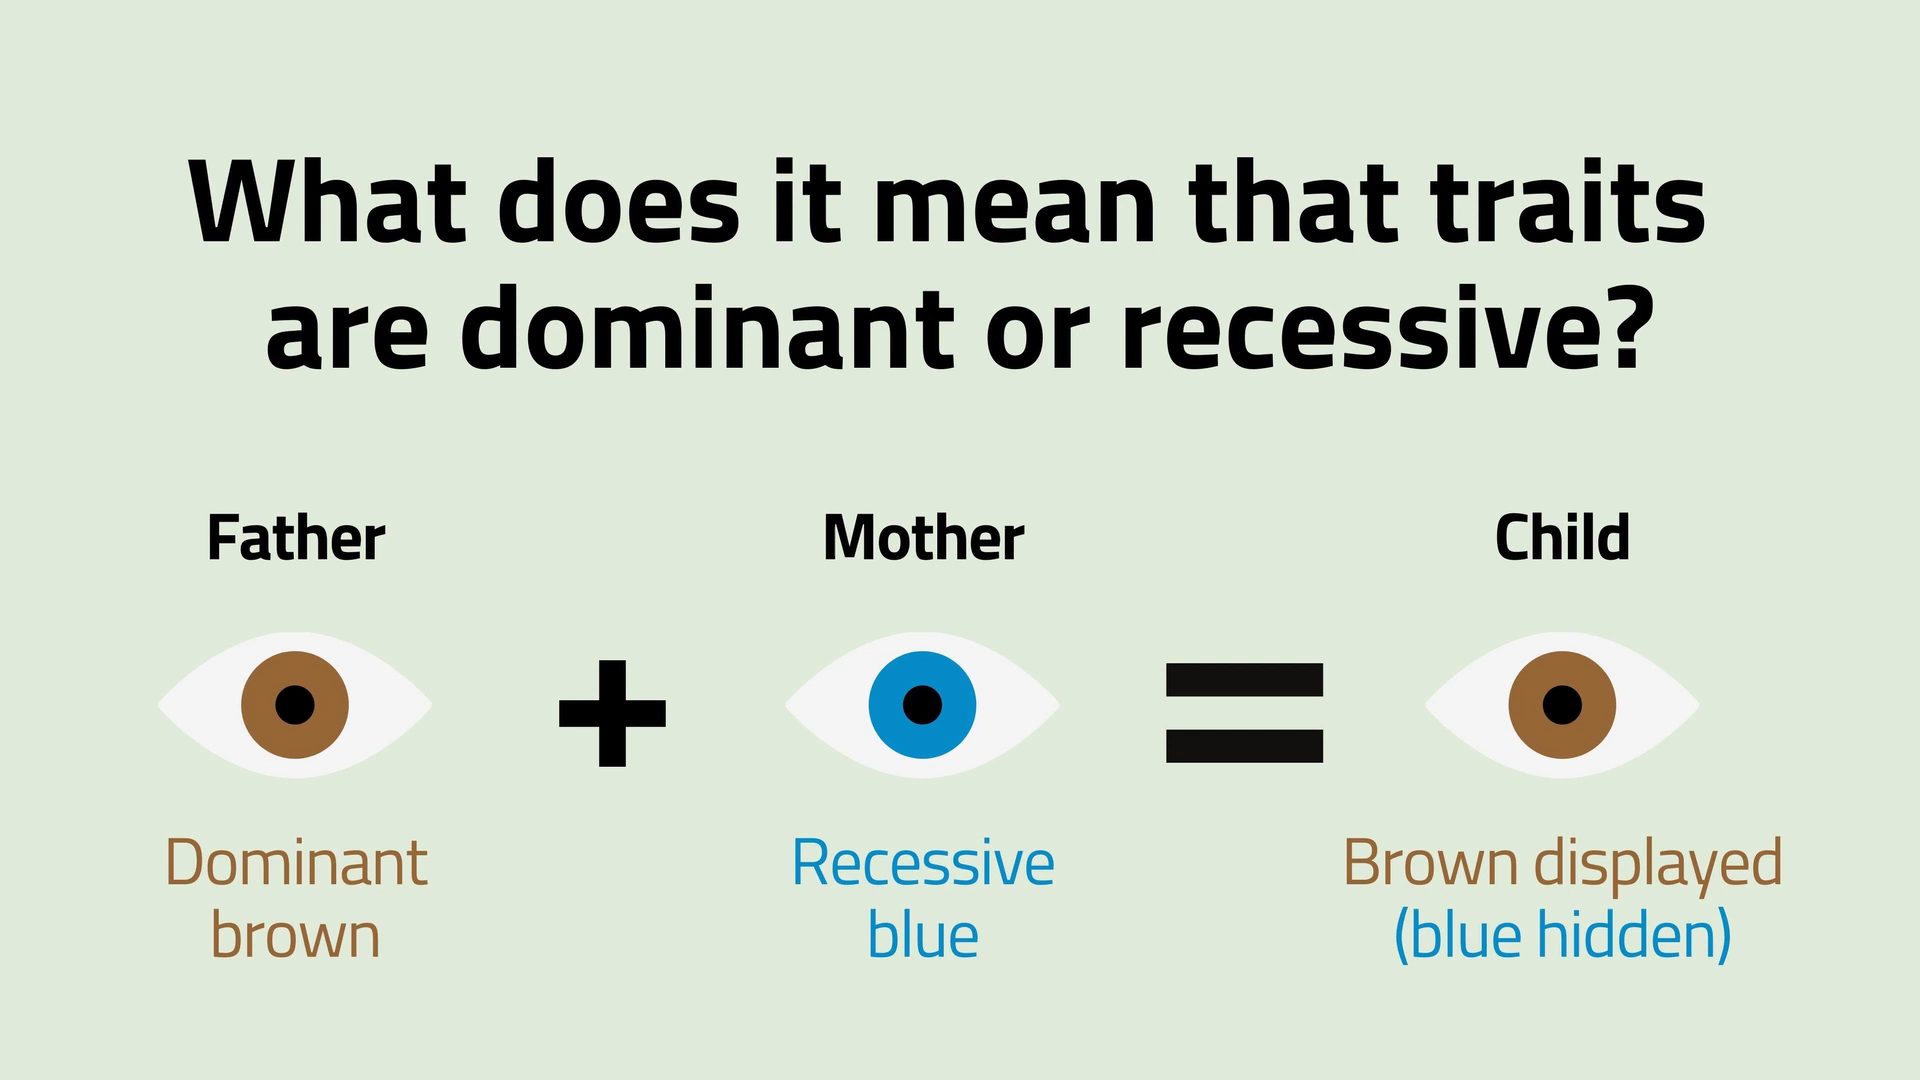 What does it mean that traits
are dominant or recessive?
Father
Mother
Child
Dominant
brown
Recessive
blue
Brown displayed
(blue hidden)